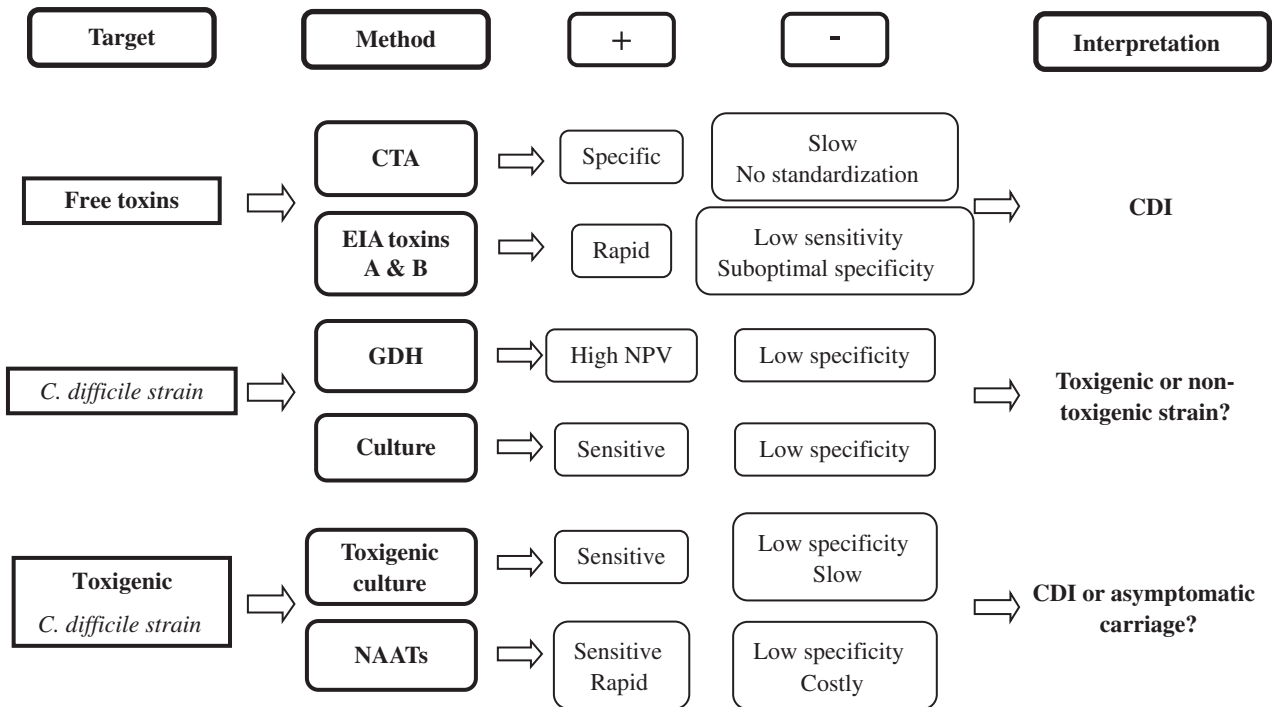 Target
Method
+
-
Interpretation
Free toxins
CTA
Specific
Slow
No standardization
EIA toxins
A & B
Rapid
Low sensitivity
Suboptimal specificity
CDI
C. difficile strain
GDH
High NPV
Low specificity
Culture
Sensitive
Low specificity
Toxigenic or non-
toxigenic strain?
Toxigenic
C. difficile strain
Toxigenic
culture
Sensitive
Low specificity
Slow
NAATs
Sensitive
Rapid
Low specificity
Costly
CDI or asymptomatic
carriage?